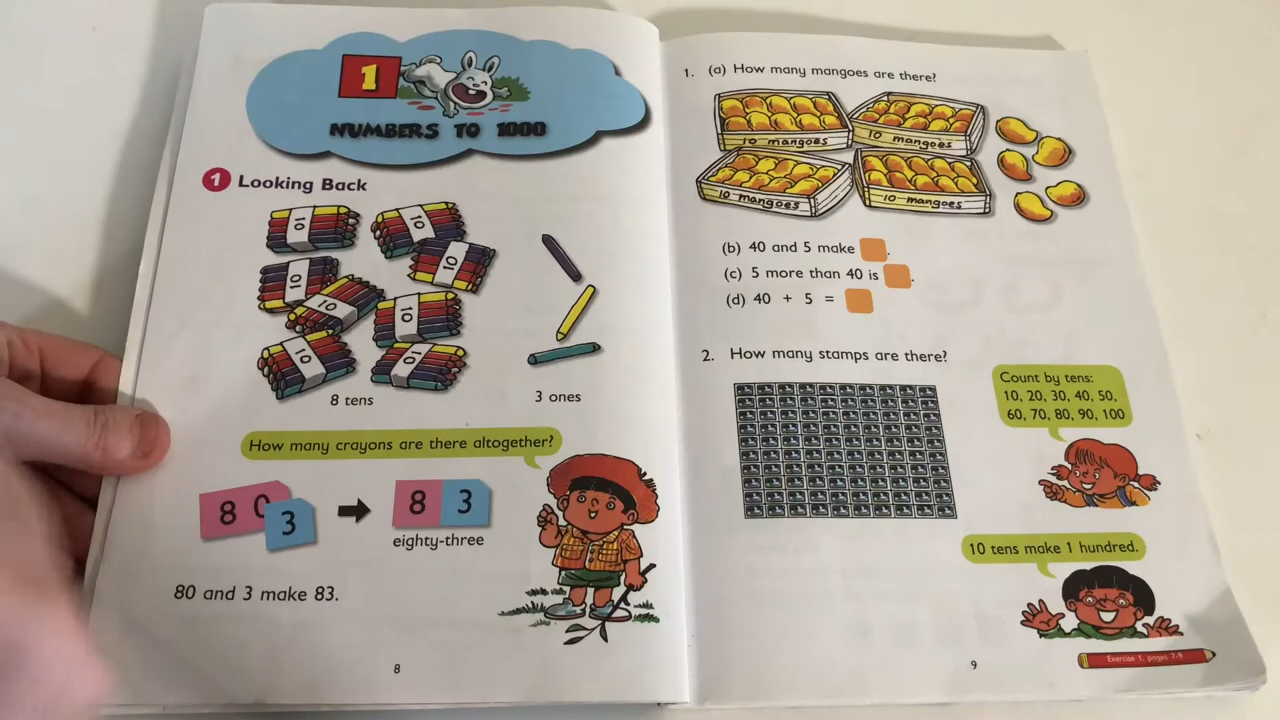 1
NUMBERS TO 1000
1 Looking Back
10
10
10
10
10
10
10
10
8 tens
3 ones
How many crayons are there altogether?
80
3
8 3
eighty-three
80 and 3 make 83.
8
1. (a) How many mangoes are there?
10 mangoes
10 mangoes
10 mangoes
10 mangoes
(b) 40 and 5 make .
(c) 5 more than 40 is .
(d) 40 + 5 =
2. How many stamps are there?
Count by tens:
10, 20, 30, 40, 50,
60, 70, 80, 90, 100
10 tens make 1 hundred.
9
Exercise 1, pages 7-9